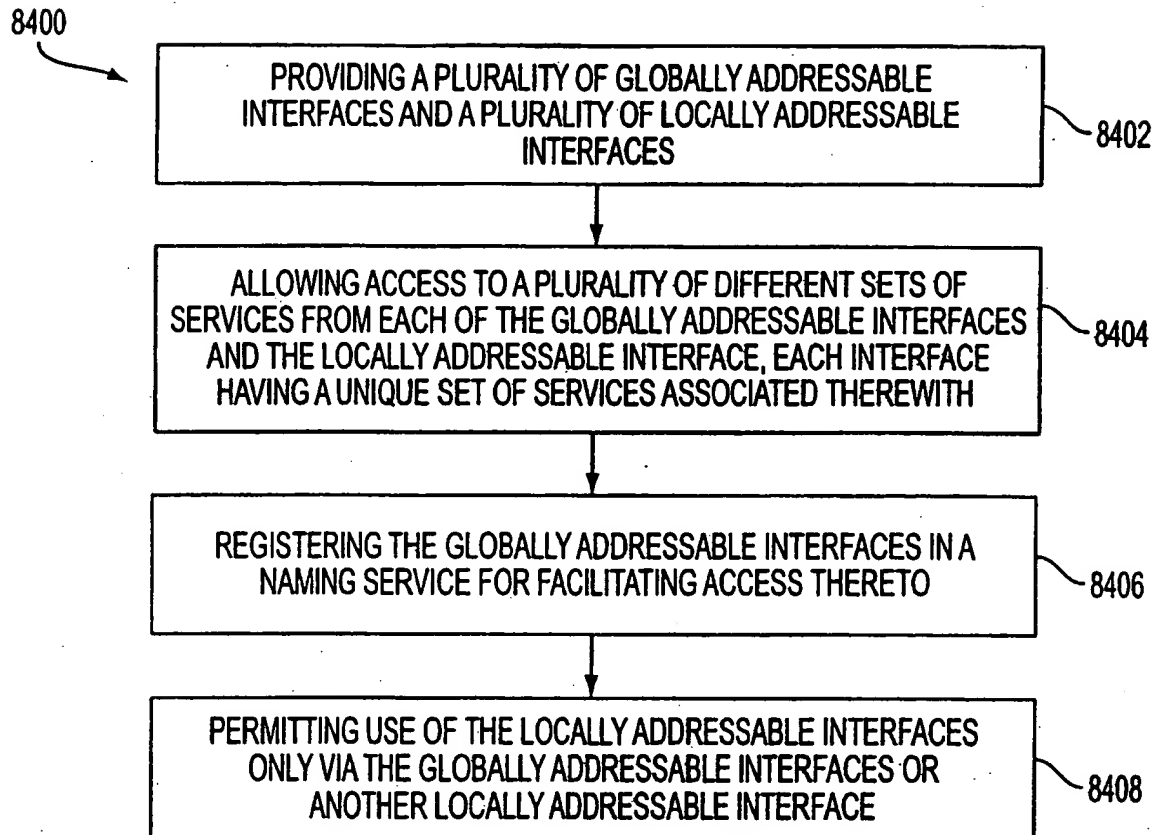 8400
PROVIDING A PLURALITY OF GLOBALLY ADDRESSABLE
INTERFACES AND A PLURALITY OF LOCALLY ADDRESSABLE
INTERFACES
8402
ALLOWING ACCESS TO A PLURALITY OF DIFFERENT SETS OF
SERVICES FROM EACH OF THE GLOBALLY ADDRESSABLE INTERFACES
AND THE LOCALLY ADDRESSABLE INTERFACE, EACH INTERFACE
HAVING A UNIQUE SET OF SERVICES ASSOCIATED THEREWITH
8404
REGISTERING THE GLOBALLY ADDRESSABLE INTERFACES IN A
NAMING SERVICE FOR FACILITATING ACCESS THERETO
8406
PERMITTING USE OF THE LOCALLY ADDRESSABLE INTERFACES
ONLY VIA THE GLOBALLY ADDRESSABLE INTERFACES OR
ANOTHER LOCALLY ADDRESSABLE INTERFACE
8408